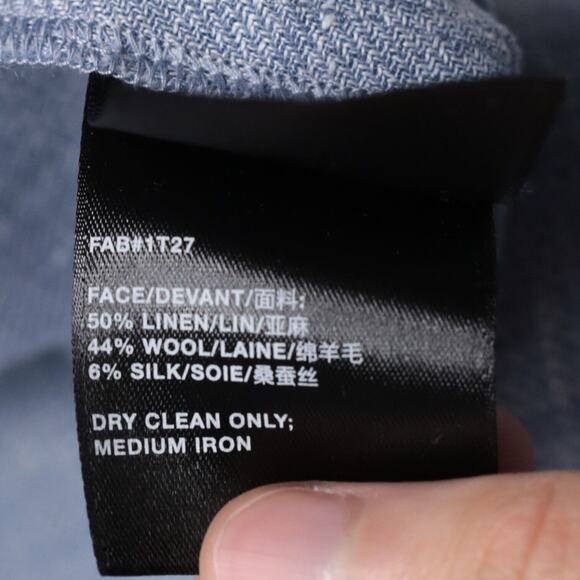 FAB#1T27
FACE/DEVANT/面料:
50% LINEN/LIN/亚麻
44% WOOL/LAINE/绵羊毛
6% SILK/SOIE/桑蚕丝
DRY CLEAN ONLY;
MEDIUM IRON